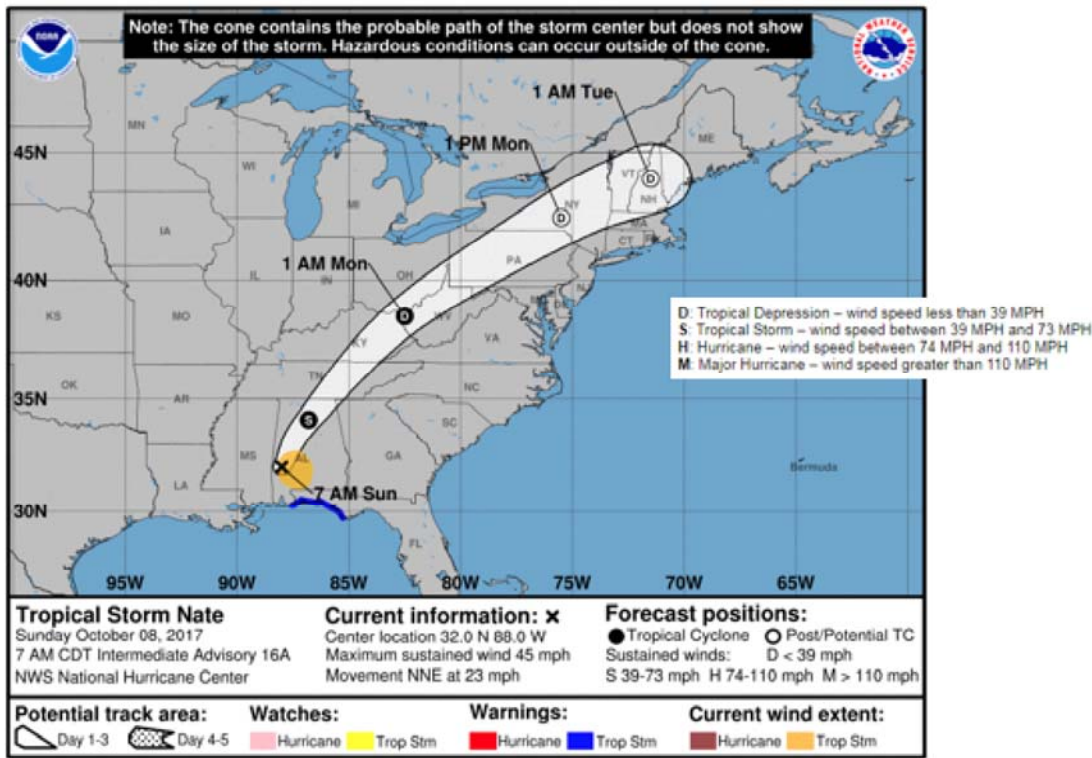 Note: The cone contains the probable path of the storm center but does not show
the size of the storm. Hazardous conditions can occur outside of the cone.
NOAA
1 AM Tue
MN
ME
45N
1 PM Mon
VT
WI
NH
NY
MI
MA
CT
IA
1 AM Mon
PA
OH
NJ
40N
IL
IN
MD
DE
WV
KS
MO
VA
KY
D: Tropical Depression – wind speed less than 39 MPH
S: Tropical Storm – wind speed between 39 MPH and 73 MPH
H: Hurricane – wind speed between 74 MPH and 110 MPH
M: Major Hurricane – wind speed greater than 110 MPH
TN
NC
OK
AR
35N
S
SC
MS
AL
GA
Bermuda
LA
7 AM Sun
30N
FL
D
D
D
95W 90W 85W 80W 75W 70W 65W
Tropical Storm Nate
Sunday October 08, 2017
7 AM CDT Intermediate Advisory 16A
NWS National Hurricane Center
Current information: x
Center location 32.0 N 88.0 W
Maximum sustained wind 45 mph
Movement NNE at 23 mph
Forecast positions:
Tropical Cyclone Post/Potential TC
Sustained winds: D < 39 mph
S 39-73 mph H 74-110 mph M > 110 mph
Potential track area:
Day 1-3 Day 4-5
Watches:
Hurricane Trop Stm
Warnings:
Hurricane Trop Stm
Current wind extent:
Hurricane Trop Stm